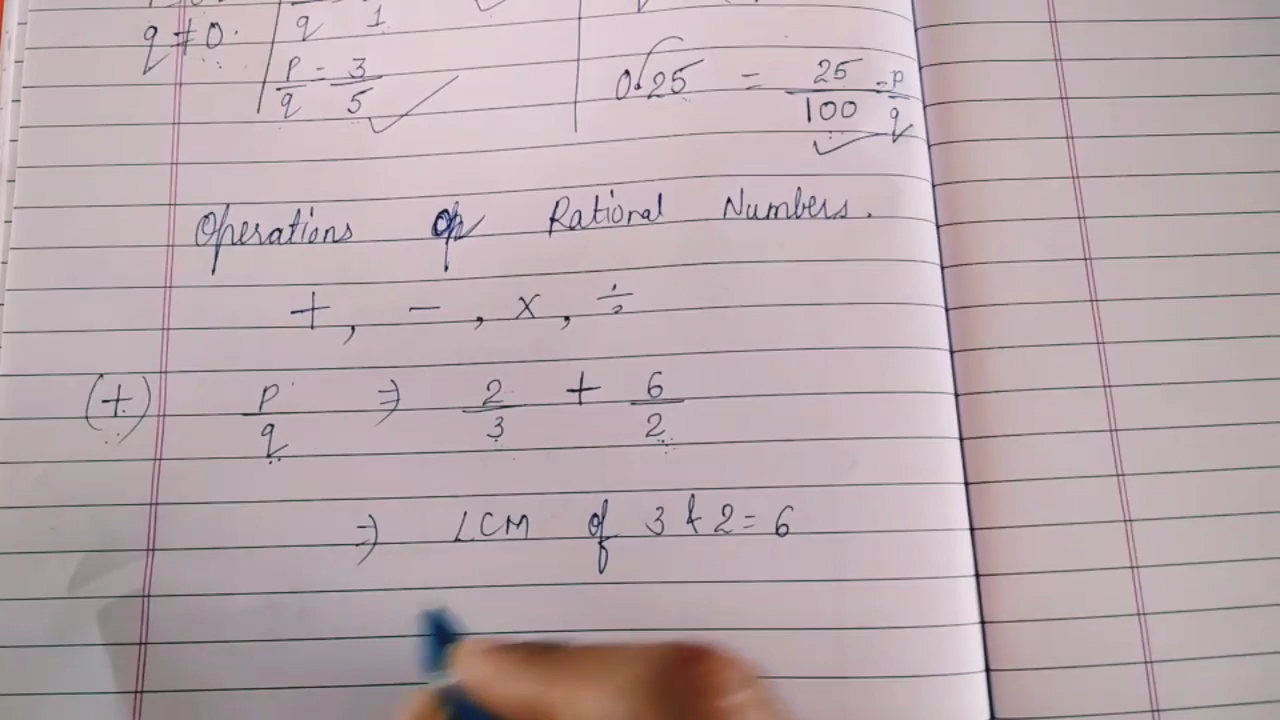 q ≠ 0.
q 1
p/q = 3/5
0.25 = 25/100 = p/q
Operations of Rational Numbers.
+ , - , x , ÷
(+) p/q ⇒ 2/3 + 6/2
⇒ LCM of 3 & 2 = 6